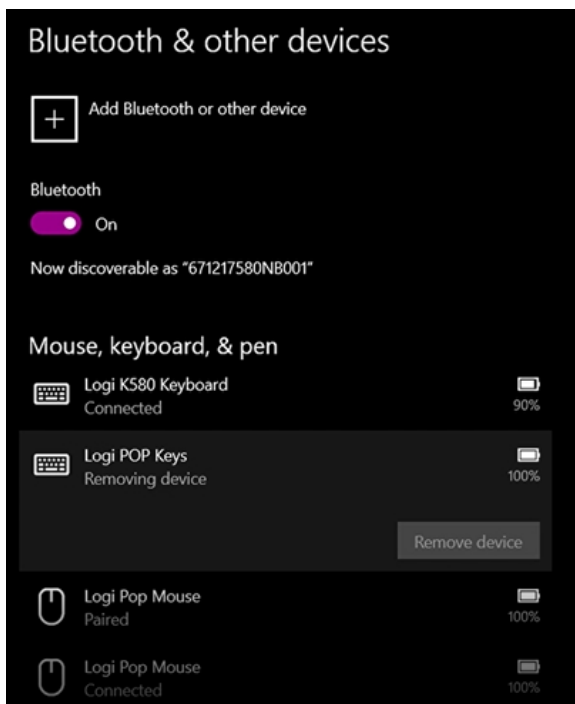 Bluetooth & other devices
Add Bluetooth or other device
Bluetooth
On
Now discoverable as "671217580NB001"
Mouse, keyboard, & pen
Logi K580 Keyboard
Connected
90%
Logi POP Keys
Removing device
100%
Remove device
Logi Pop Mouse
Paired
100%
Logi Pop Mouse
Connected
100%